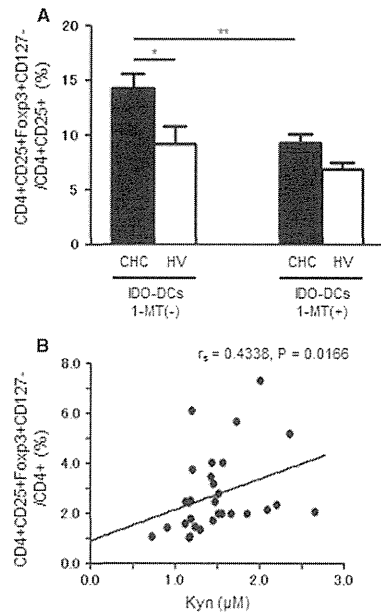 A
**
*
CD4+CD25+Foxp3+CD127-
/CD4+CD25+ (%)
20
15
10
5
0
CHC HV CHC HV
IDO-DCs IDO-DCs
1-MT(-) 1-MT(+)
B
rs = 0.4338, P = 0.0166
CD4+CD25+Foxp3+CD127-
/CD4+ (%)
8.0
6.0
4.0
2.0
0
0.0 1.0 2.0 3.0
Kyn (μM)